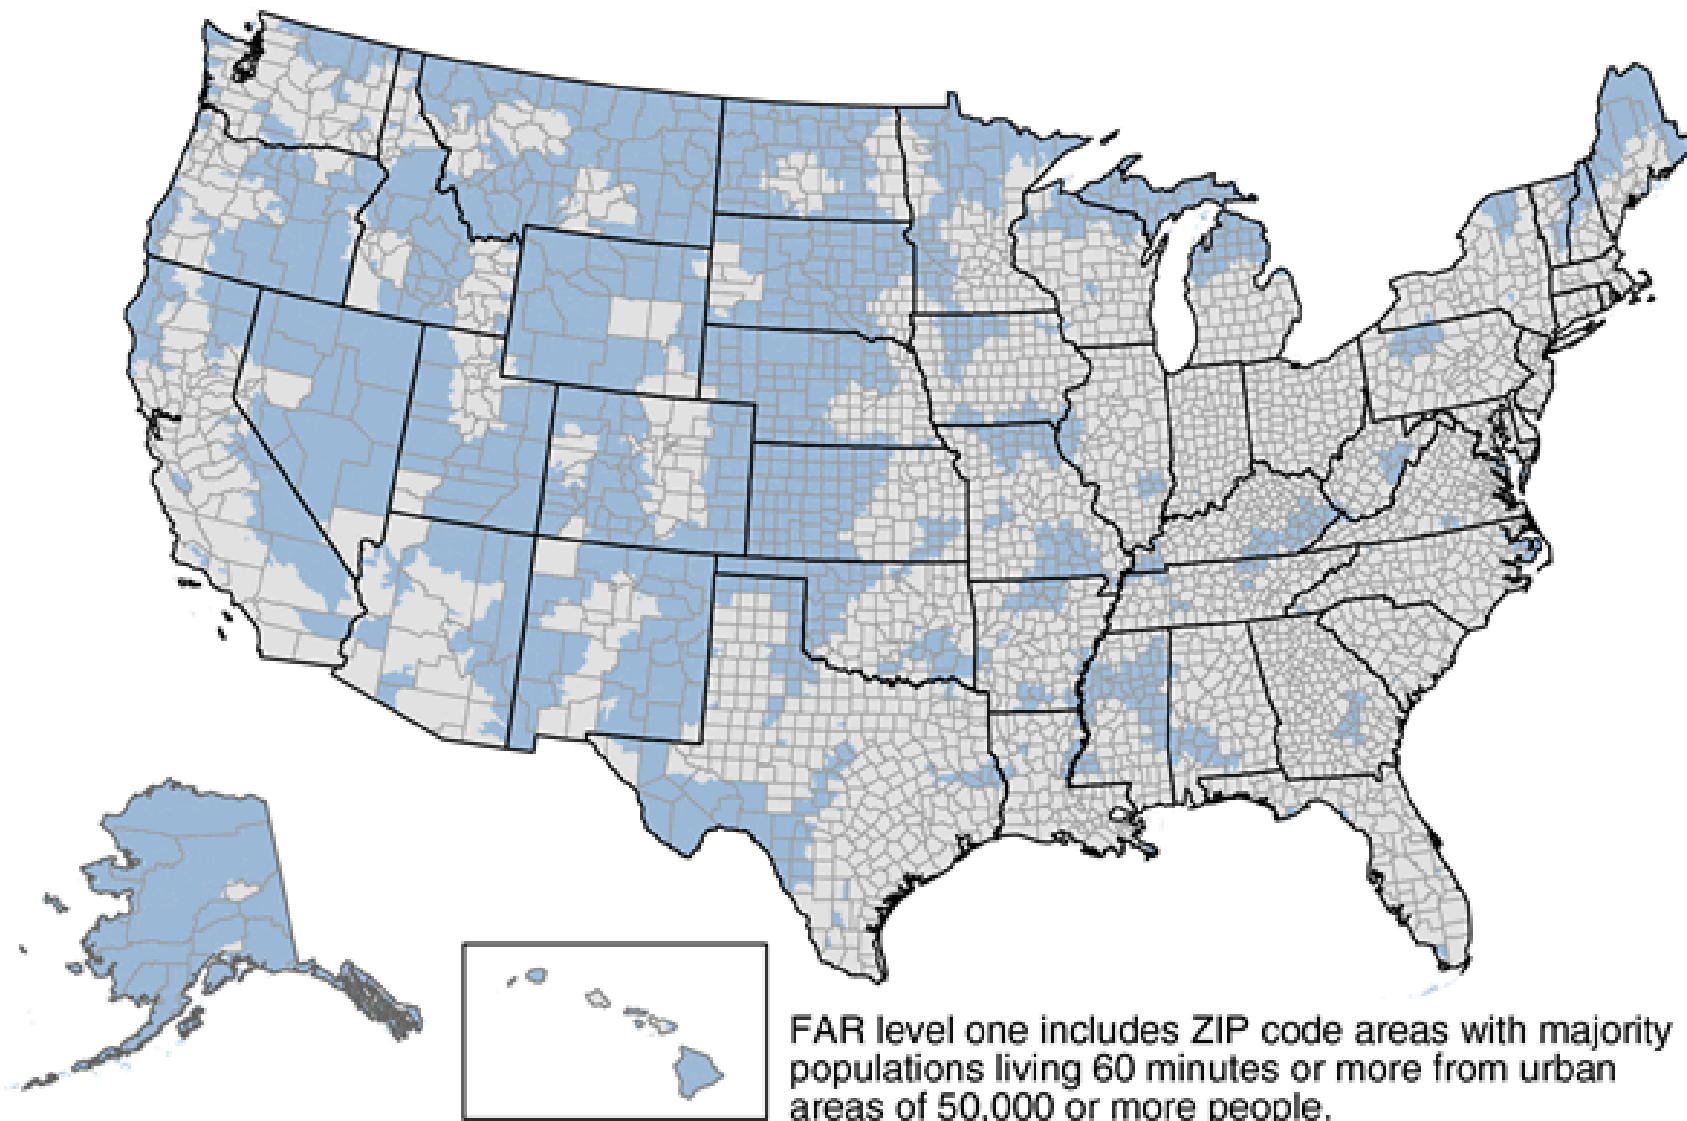 FAR level one includes ZIP code areas with majority
populations living 60 minutes or more from urban
areas of 50,000 or more people.